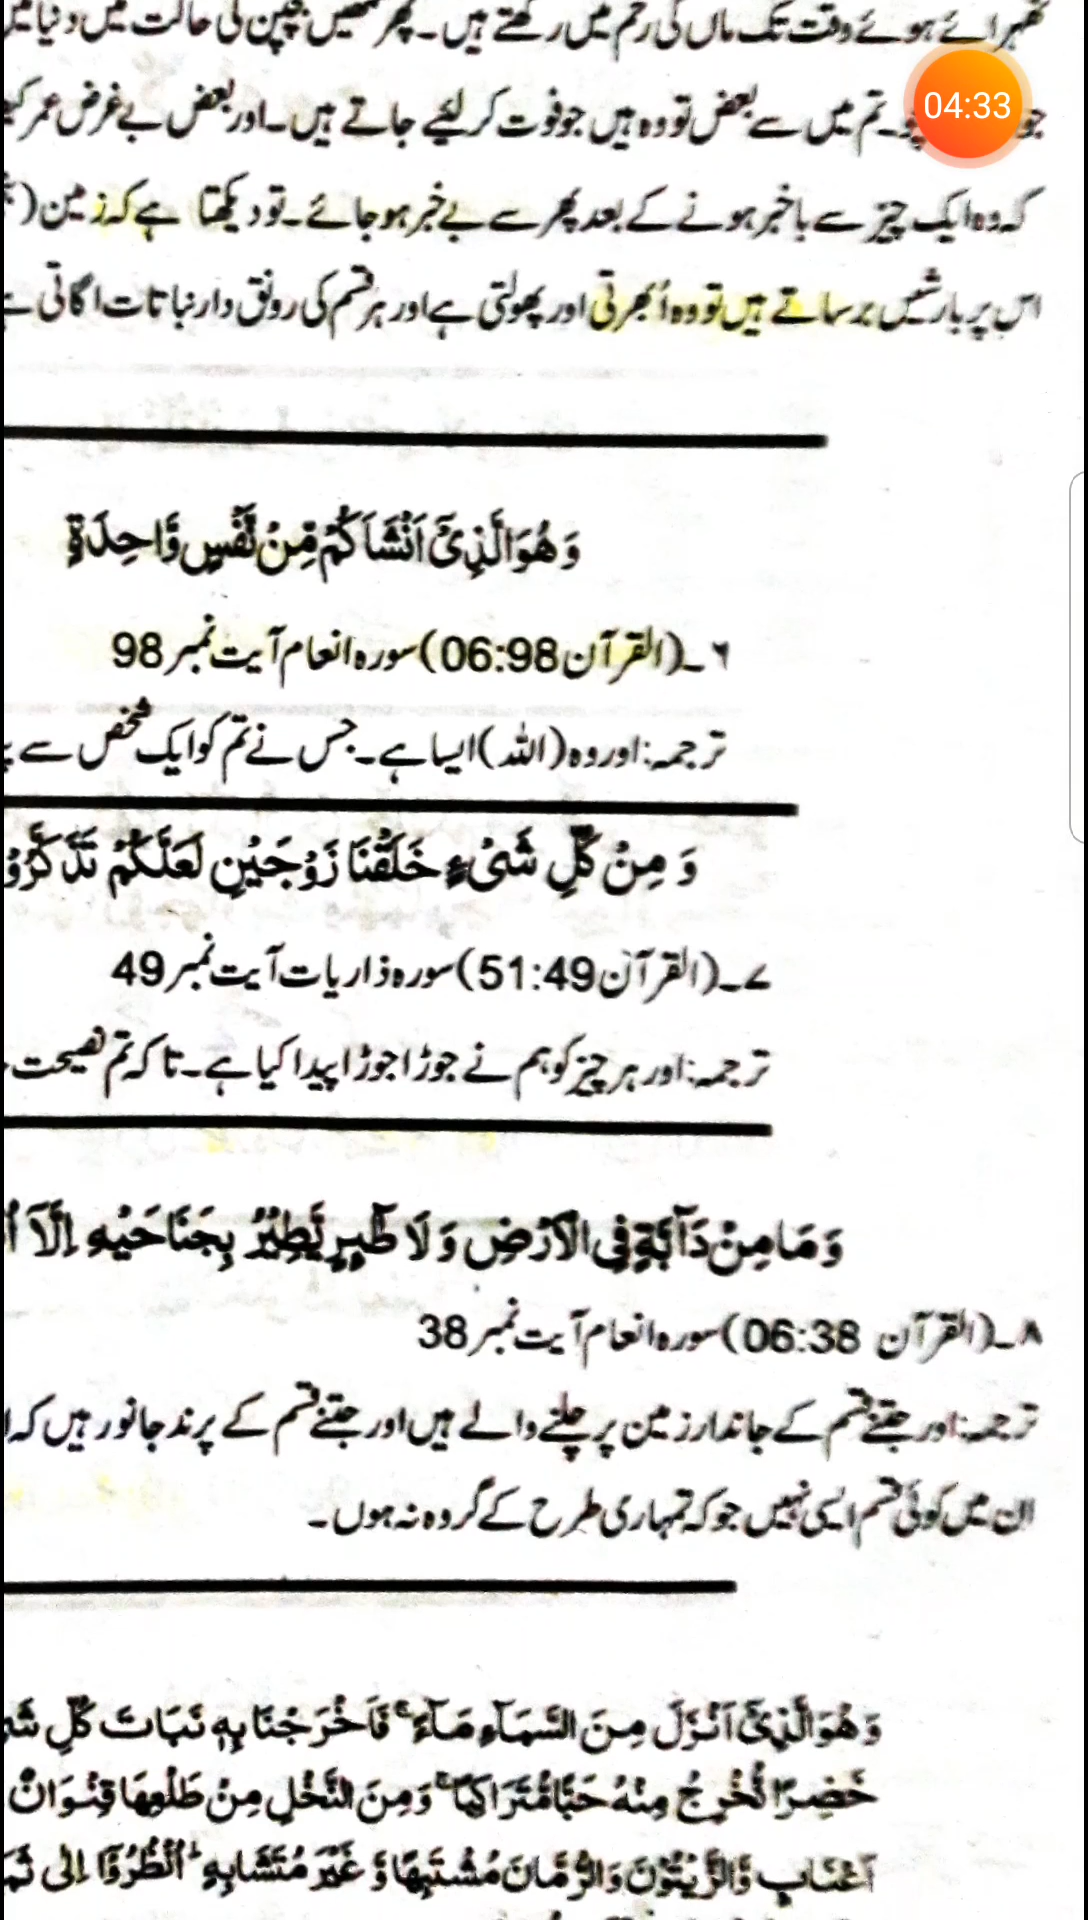 ٹھہرائے ہوئے وقت تک ماں کی رحم میں رکھتے ہیں۔ پھر تمھیں بچپن کی حالت میں دنیا میں
04:33
تم میں سے بعض تو وہ ہیں جو فوت کر لیئے جاتے ہیں۔ اور بعض بے غرض عمر
کہ وہ ایک چیز سے باخبر ہونے کے بعد پھر سے بے خبر ہو جائے۔ تو دیکھتا ہے کہ زمین (
اس پر بارشیں برساتے ہیں تو وہ اُبھرتی اور پھولتی ہے اور ہر قسم کی رونق دار نباتات اگاتی ہے
وَ هُوَ الَّذِیْۤ اَنْشَاَكُمْ مِّنْ نَّفْسٍ وَّاحِدَةٍ
۶۔ (القرآن 06:98) سورہ انعام آیت نمبر 98
ترجمہ: اور وہ (اللہ) ایسا ہے۔ جس نے تم کو ایک شخص سے
وَ مِنْ كُلِّ شَیْءٍ خَلَقْنَا زَوْجَیْنِ لَعَلَّكُمْ تَذَكَّرُوْ
۷۔ (القرآن 51:49) سورہ ذاریات آیت نمبر 49
ترجمہ: اور ہر چیز کو ہم نے جوڑا جوڑا پیدا کیا ہے۔ تا کہ تم نصیحت
وَ مَا مِنْ دَآبَّةٍ فِی الْاَرْضِ وَ لَا طٰٓىِٕرٍ یَّطِیْرُ بِجَنَاحَیْهِ اِلَّاۤ
۸۔ (القرآن 06:38) سورہ انعام آیت نمبر 38
ترجمہ: اور جتنے قسم کے جاندار زمین پر چلنے والے ہیں اور جتنے قسم کے پرند جانور ہیں کہ
ان میں کوئی قسم ایسی نہیں جو کہ تمہاری طرح کے گروہ نہ ہوں۔
وَ هُوَ الَّذِیْۤ اَنْزَلَ مِنَ السَّمَآءِ مَآءً ۚ فَاَخْرَجْنَا بِهٖ نَبَاتَ كُلِّ
خَضِرًا نُّخْرِجُ مِنْهُ حَبًّا مُّتَرَاكِبًا ۚ وَ مِنَ النَّخْلِ مِنْ طَلْعِهَا قِنْوَانٌ
اَعْنَابٍ وَّ الزَّیْتُوْنَ وَ الرُّمَّانَ مُشْتَبِهًا وَّ غَیْرَ مُتَشَابِهٍ ؕ اُنْظُرُوْۤا اِلٰی